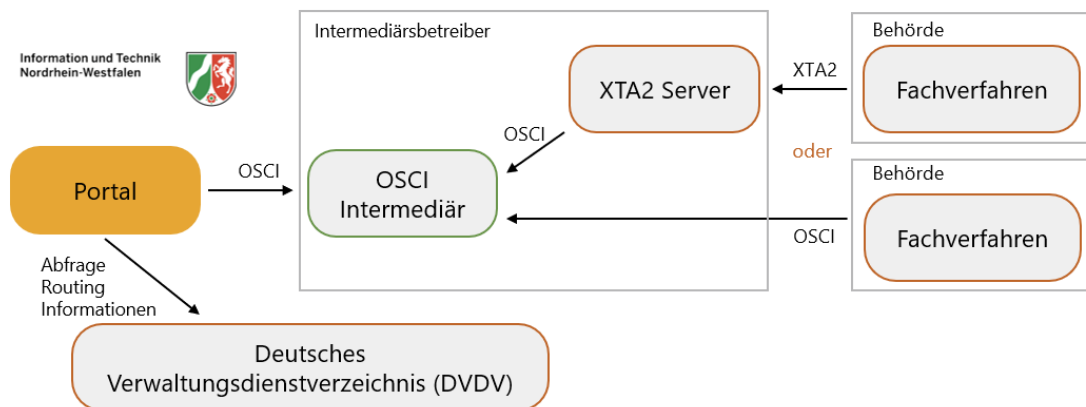 Information und Technik
Nordrhein-Westfalen
Intermediärsbetreiber
XTA2 Server
OSCI
OSCI
Intermediär
Portal
OSCI
Abfrage
Routing
Informationen
Deutsches
Verwaltungsdienstverzeichnis (DVDV)
Behörde
Fachverfahren
XTA2
oder
Behörde
Fachverfahren
OSCI